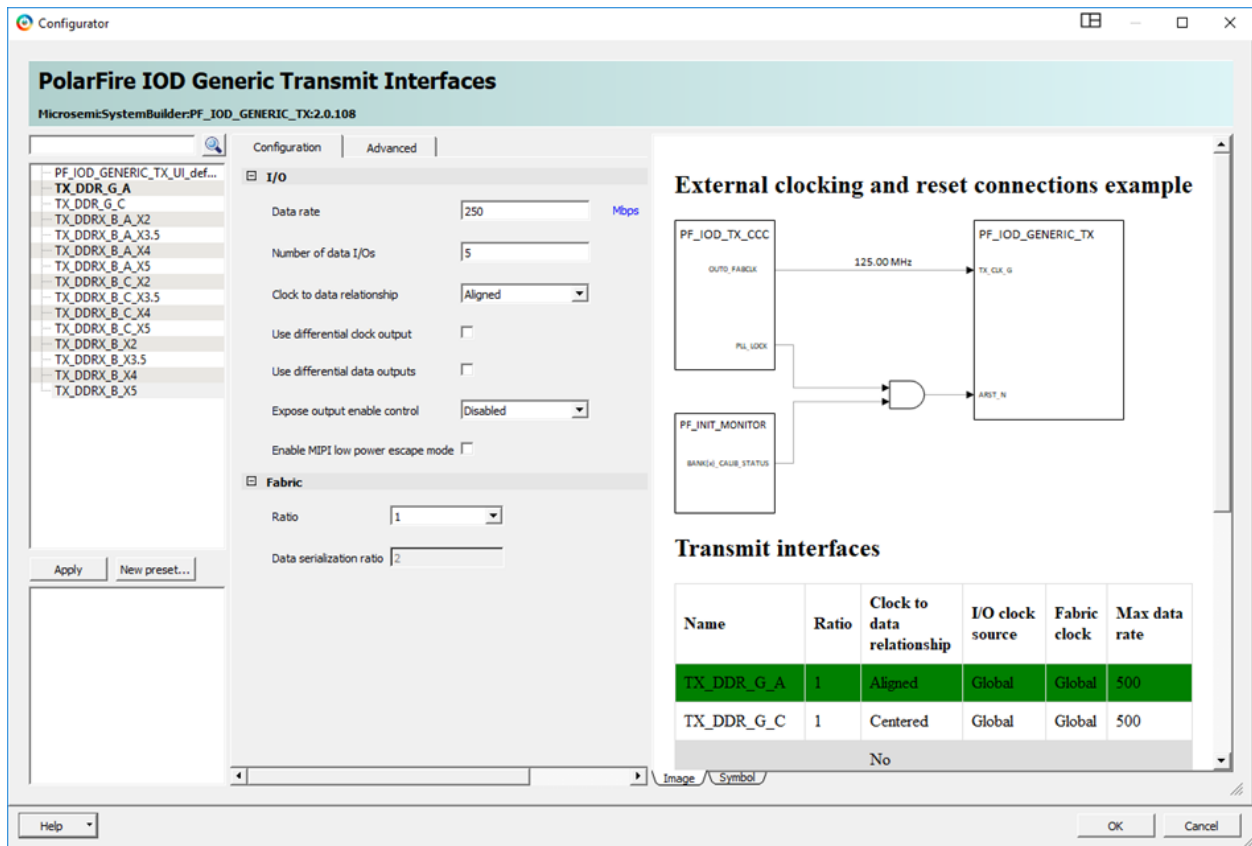 Configurator
PolarFire IOD Generic Transmit Interfaces
Microsemi:SystemBuilder:PF_IOD_GENERIC_TX:2.0.108
PF_IOD_GENERIC_TX_UI_def...
TX_DDR_G_A
TX_DDR_G_C
TX_DDRX_B_A_X2
TX_DDRX_B_A_X3.5
TX_DDRX_B_A_X4
TX_DDRX_B_A_X5
TX_DDRX_B_C_X2
TX_DDRX_B_C_X3.5
TX_DDRX_B_C_X4
TX_DDRX_B_C_X5
TX_DDRX_B_X2
TX_DDRX_B_X3.5
TX_DDRX_B_X4
TX_DDRX_B_X5
Apply New preset...
Configuration Advanced
I/O
Data rate 250 Mbps
Number of data I/Os 5
Clock to data relationship Aligned
Use differential clock output
Use differential data outputs
Expose output enable control Disabled
Enable MIPI low power escape mode
Fabric
Ratio 1
Data serialization ratio 2
External clocking and reset connections example
PF_IOD_TX_CCC
OUT0_FABCLK
PLL_LOCK
125.00 MHz
PF_IOD_GENERIC_TX
TX_CLK_G
ARST_N
PF_INIT_MONITOR
BANK(x)_CALIB_STATUS
Transmit interfaces
Name Ratio Clock to data relationship I/O clock source Fabric clock Max data rate
TX_DDR_G_A 1 Aligned Global Global 500
TX_DDR_G_C 1 Centered Global Global 500
No
Image Symbol
Help OK Cancel